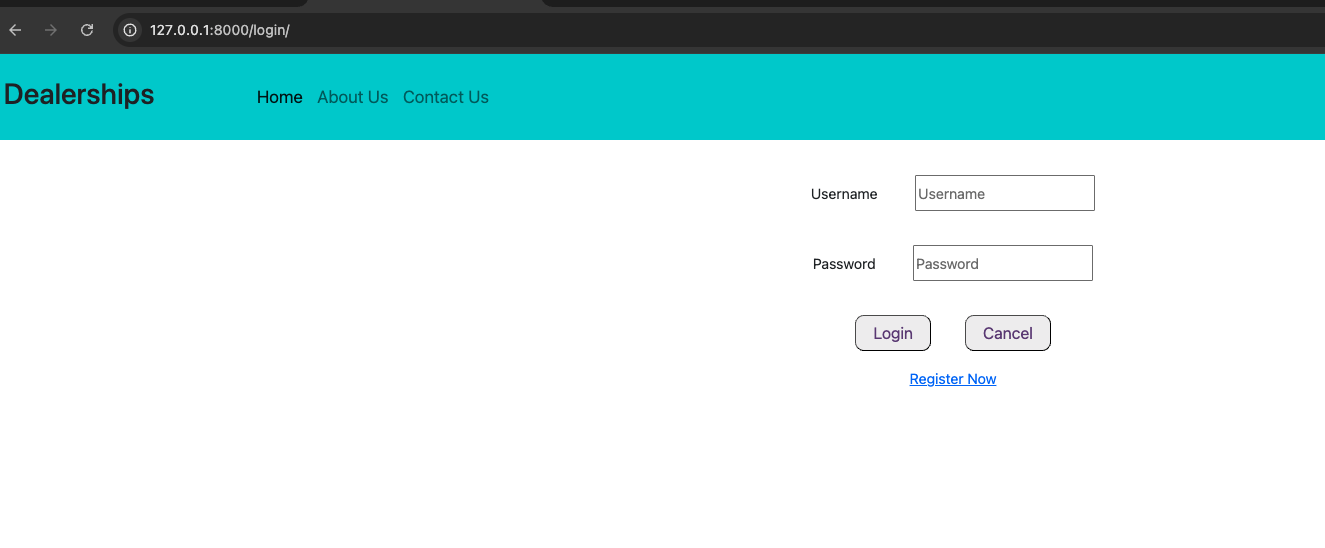 127.0.0.1:8000/login/
Dealerships Home About Us Contact Us
Username Username
Password Password
Login Cancel
Register Now